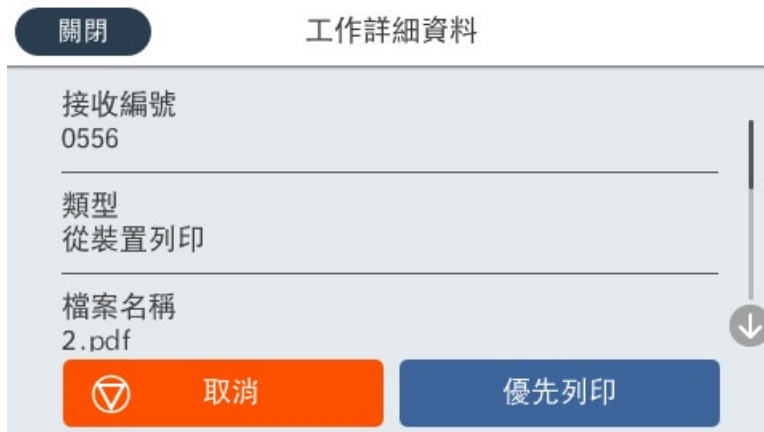 關閉
工作詳細資料
接收編號
0556
類型
從裝置列印
檔案名稱
2.pdf
取消
優先列印